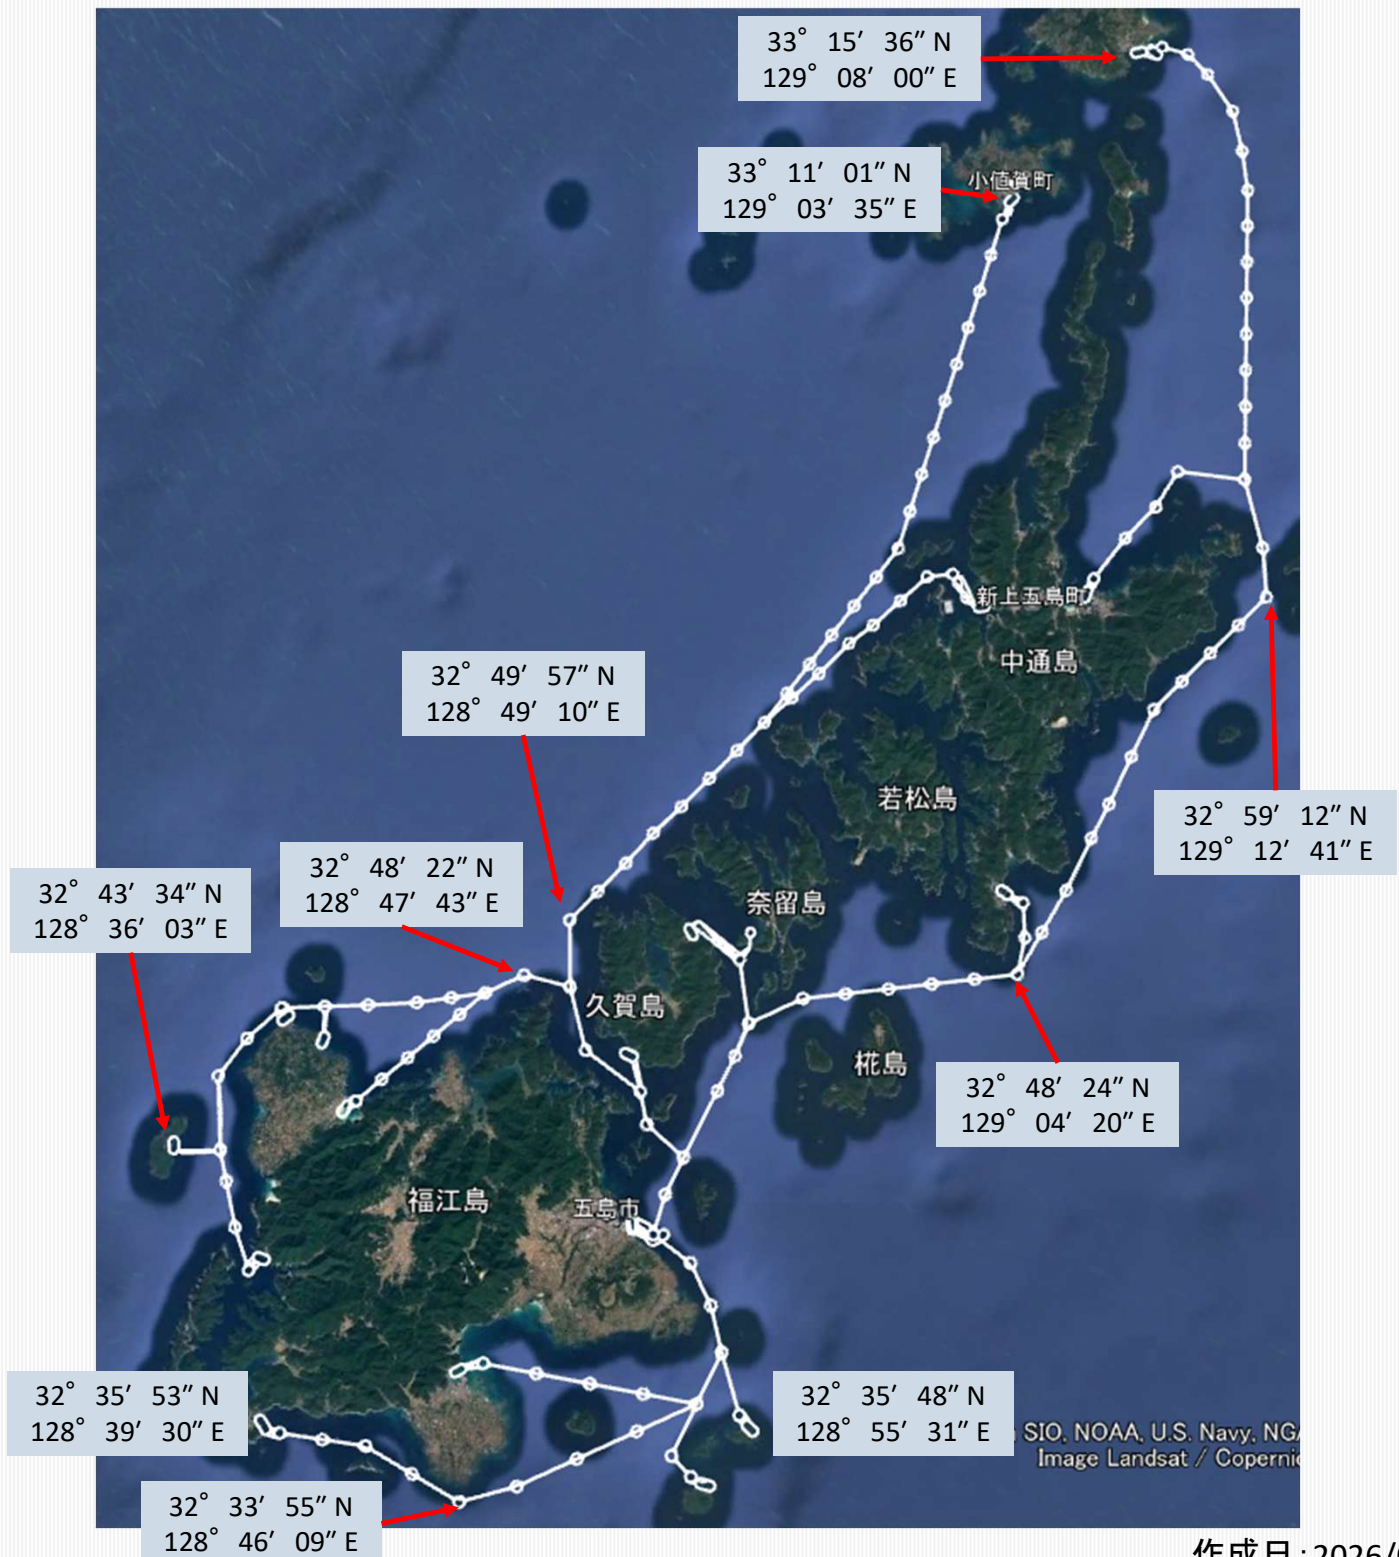 33° 15′ 36″ N
129° 08′ 00″ E
33° 11′ 01″ N
129° 03′ 35″ E
小値賀町
新上五島町
中通島
32° 49′ 57″ N
128° 49′ 10″ E
若松島
32° 59′ 12″ N
129° 12′ 41″ E
32° 48′ 22″ N
128° 47′ 43″ E
32° 43′ 34″ N
128° 36′ 03″ E
奈留島
久賀島
椛島
32° 48′ 24″ N
129° 04′ 20″ E
福江島
五島市
32° 35′ 53″ N
128° 39′ 30″ E
32° 35′ 48″ N
128° 55′ 31″ E
SIO, NOAA, U.S. Navy, NGA
Image Landsat / Copernic
32° 33′ 55″ N
128° 46′ 09″ E
作成日:2026/